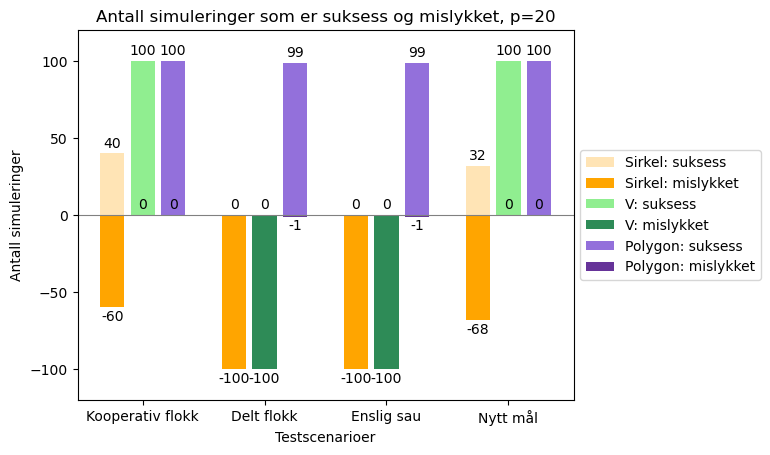 Antall simuleringer som er suksess og mislykket, p=20
Antall simuleringer
100
50
0
−50
−100
40
100
100
0
0
-60
0
0
99
-100
-100
-1
0
0
99
-100
-100
-1
32
100
100
0
0
-68
Kooperativ flokk
Delt flokk
Enslig sau
Nytt mål
Testscenarioer
Sirkel: suksess
Sirkel: mislykket
V: suksess
V: mislykket
Polygon: suksess
Polygon: mislykket